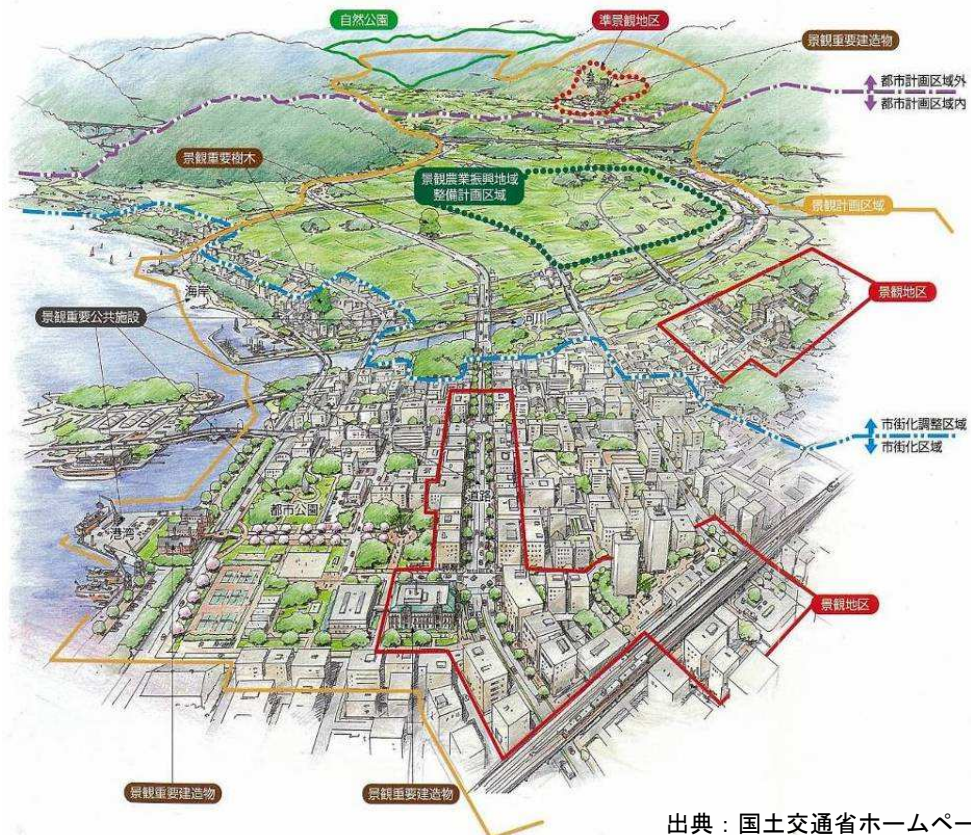 自然公園
準景観地区
景観重要建造物
都市計画区域外
都市計画区域内
景観重要樹木
景観農業振興地域
整備計画区域
景観計画区域
海岸
景観地区
景観重要公共施設
河川
市街化調整区域
市街化区域
道路
都市公園
港湾
景観地区
景観重要建造物
景観重要建造物
出典:国土交通省ホームペー